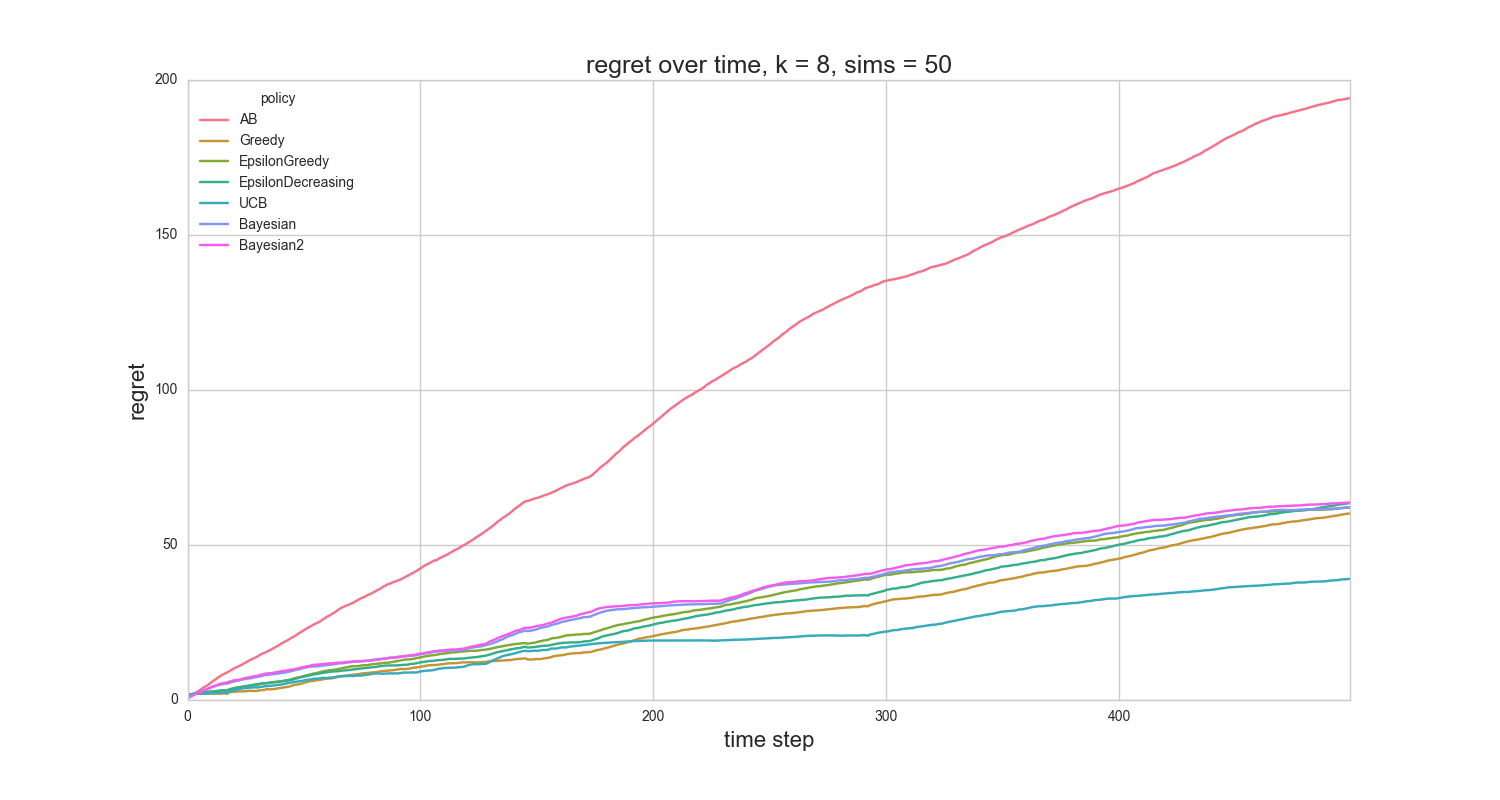 regret over time, k = 8, sims = 50
200
150
100
50
0
regret
policy
AB
Greedy
EpsilonGreedy
EpsilonDecreasing
UCB
Bayesian
Bayesian2
0 100 200 300 400
time step